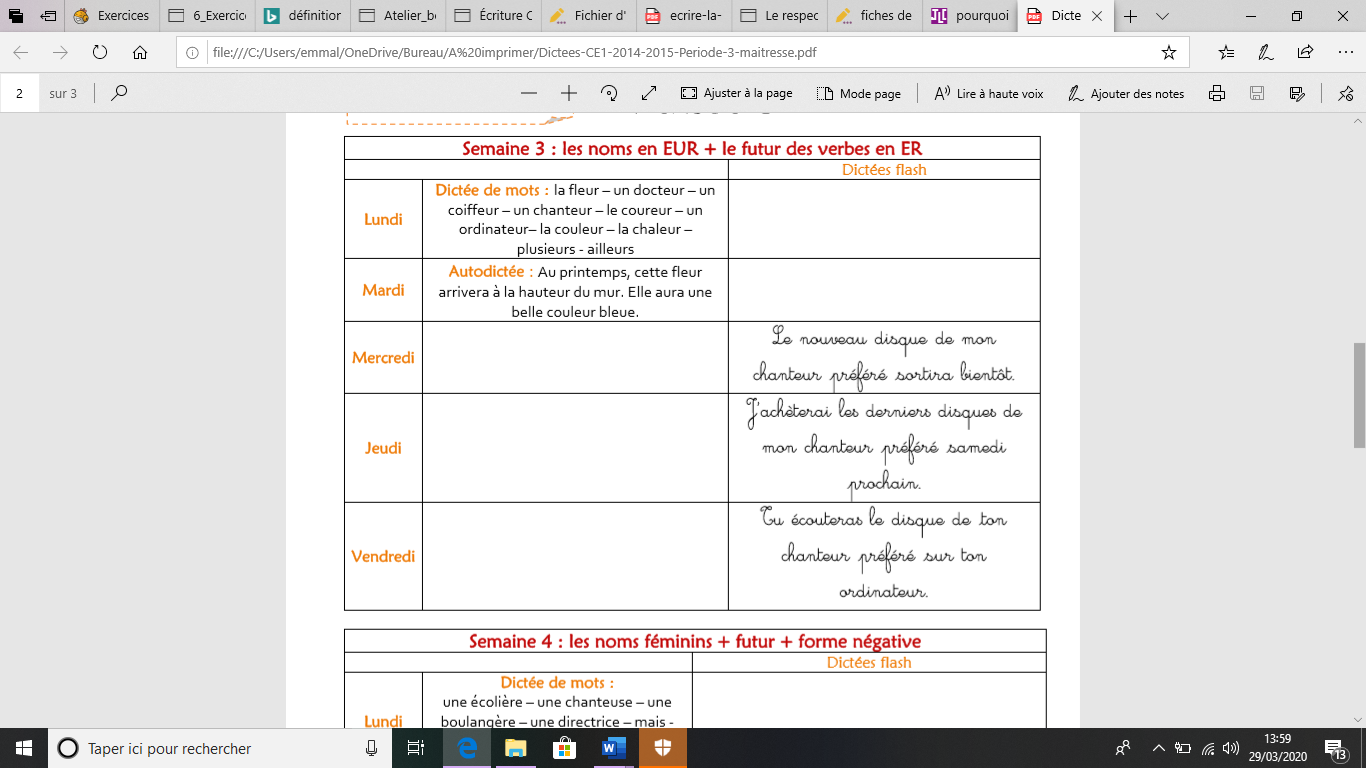 Exercices
6_Exercice
définition
Atelier_b
Écriture C
Fichier d'
ecrire-la-
Le respec
fiches de
pourquoi
Dicte
file:///C:/Users/emmal/OneDrive/Bureau/A%20imprimer/Dictees-CE1-2014-2015-Periode-3-maitresse.pdf
2 sur 3
Ajuster à la page
Mode page
Lire à haute voix
Ajouter des notes
Semaine 3 : les noms en EUR + le futur des verbes en ER
Dictées flash
Lundi
Dictée de mots : la fleur – un docteur – un
coiffeur – un chanteur – le coureur – un
ordinateur– la couleur – la chaleur –
plusieurs - ailleurs
Mardi
Autodictée : Au printemps, cette fleur
arrivera à la hauteur du mur. Elle aura une
belle couleur bleue.
Mercredi
Le nouveau disque de mon
chanteur préféré sortira bientôt.
Jeudi
J'achèterai les derniers disques de
mon chanteur préféré samedi
prochain.
Vendredi
Tu écouteras le disque de ton
chanteur préféré sur ton
ordinateur.
Semaine 4 : les noms féminins + futur + forme négative
Dictées flash
Lundi
Dictée de mots :
une écolière – une chanteuse – une
boulangère – une directrice – mais -
Taper ici pour rechercher
13:59
29/03/2020
13